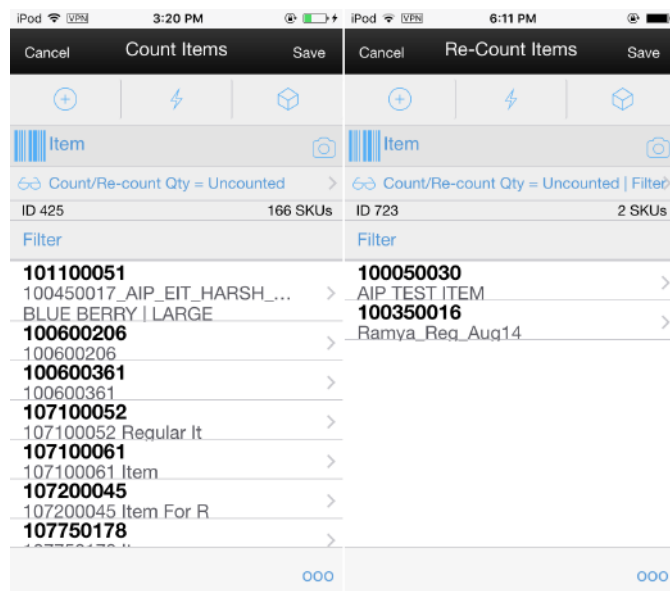 iPod VPN 3:20 PM
Cancel Count Items Save
Item
Count/Re-count Qty = Uncounted
ID 425 166 SKUs
Filter
101100051
100450017_AIP_EIT_HARSH_...
BLUE BERRY | LARGE
100600206
100600206
100600361
100600361
107100052
107100052 Regular It
107100061
107100061 Item
107200045
107200045 Item For R
107750178
iPod VPN 6:11 PM
Cancel Re-Count Items Save
Item
Count/Re-count Qty = Uncounted | Filter
ID 723 2 SKUs
Filter
100050030
AIP TEST ITEM
100350016
Ramya_Reg_Aug14